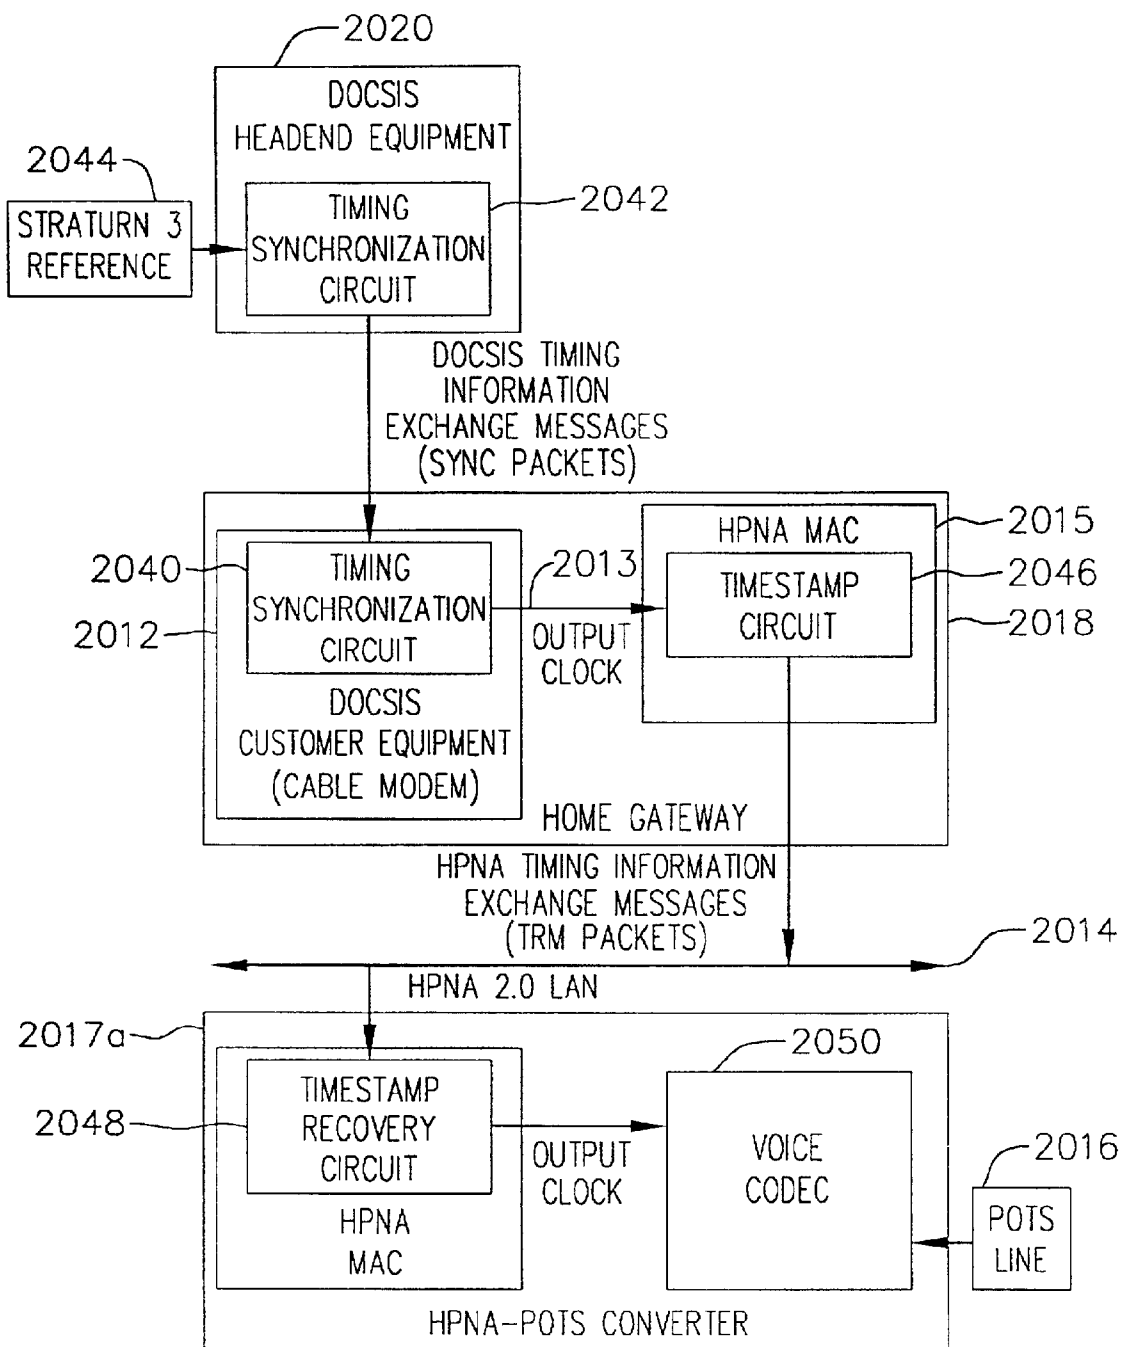 2020
DOCSIS
HEADEND EQUIPMENT
2044
STRATURN 3
REFERENCE
TIMING
SYNCHRONIZATION
CIRCUIT
2042
DOCSIS TIMING
INFORMATION
EXCHANGE MESSAGES
(SYNC PACKETS)
HPNA MAC
2015
2040
TIMING
SYNCHRONIZATION
CIRCUIT
2013
OUTPUT
CLOCK
TIMESTAMP
CIRCUIT
2046
2018
2012
DOCSIS
CUSTOMER EQUIPMENT
(CABLE MODEM)
HOME GATEWAY
HPNA TIMING INFORMATION
EXCHANGE MESSAGES
(TRM PACKETS)
2014
HPNA 2.0 LAN
2017a
2050
TIMESTAMP
RECOVERY
CIRCUIT
2048
OUTPUT
CLOCK
VOICE
CODEC
2016
POTS
LINE
HPNA
MAC
HPNA-POTS CONVERTER